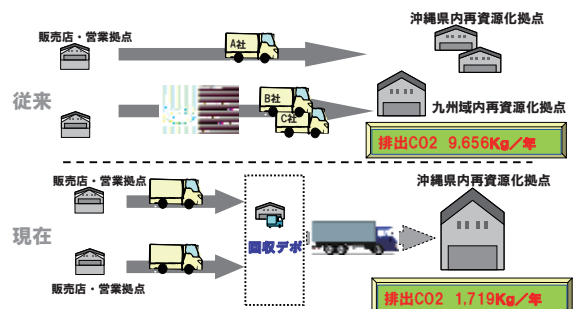 沖縄県内再資源化拠点
販売店・営業拠点
A社
従来
B社
C社
九州域内再資源化拠点
排出CO2 9,656Kg/年
販売店・営業拠点
沖縄県内再資源化拠点
現在
回収デポ
販売店・営業拠点
排出CO2 1,719Kg/年